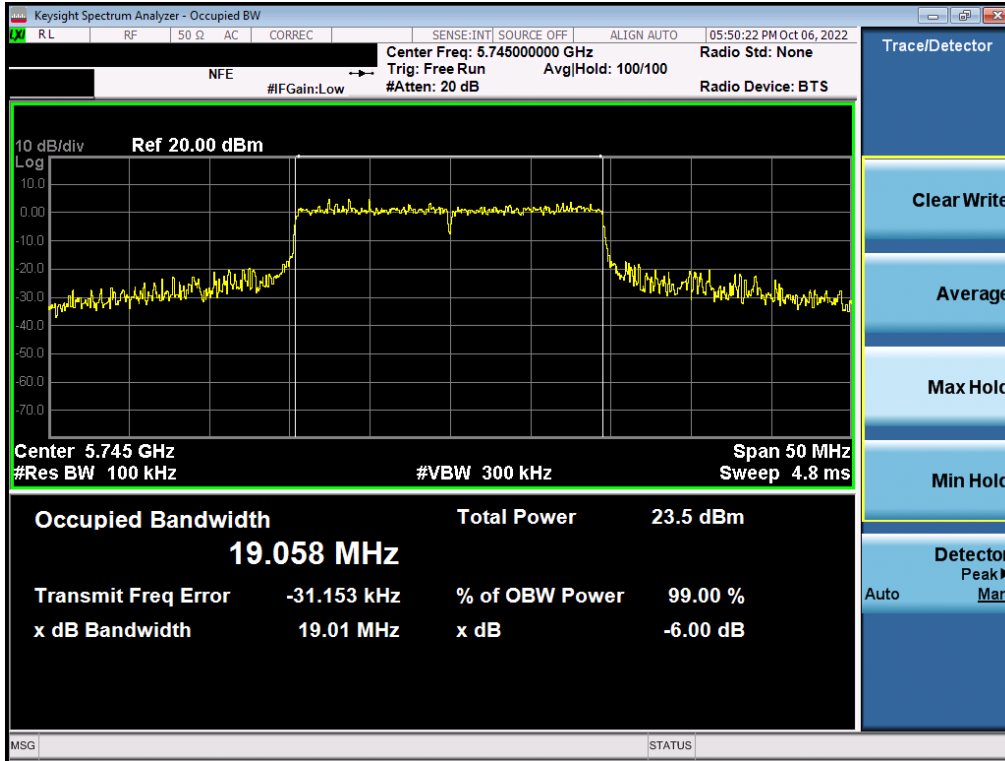 Keysight Spectrum Analyzer - Occupied BW
LXI RL RF 50 Ω AC CORREC SENSE:INT SOURCE OFF ALIGN AUTO 05:50:22 PM Oct 06, 2022
Center Freq: 5.745000000 GHz Radio Std: None
NFE Trig: Free Run Avg|Hold: 100/100
#IFGain:Low #Atten: 20 dB Radio Device: BTS
Trace/Detector
10 dB/div Ref 20.00 dBm
Log
10.0
0.00
-10.0
-20.0
-30.0
-40.0
-50.0
-60.0
-70.0
Center 5.745 GHz Span 50 MHz
#Res BW 100 kHz #VBW 300 kHz Sweep 4.8 ms
Occupied Bandwidth Total Power 23.5 dBm
19.058 MHz
Transmit Freq Error -31.153 kHz % of OBW Power 99.00 %
x dB Bandwidth 19.01 MHz x dB -6.00 dB
Clear Write
Average
Max Hold
Min Hold
Detector
Peak
Auto Man
MSG STATUS